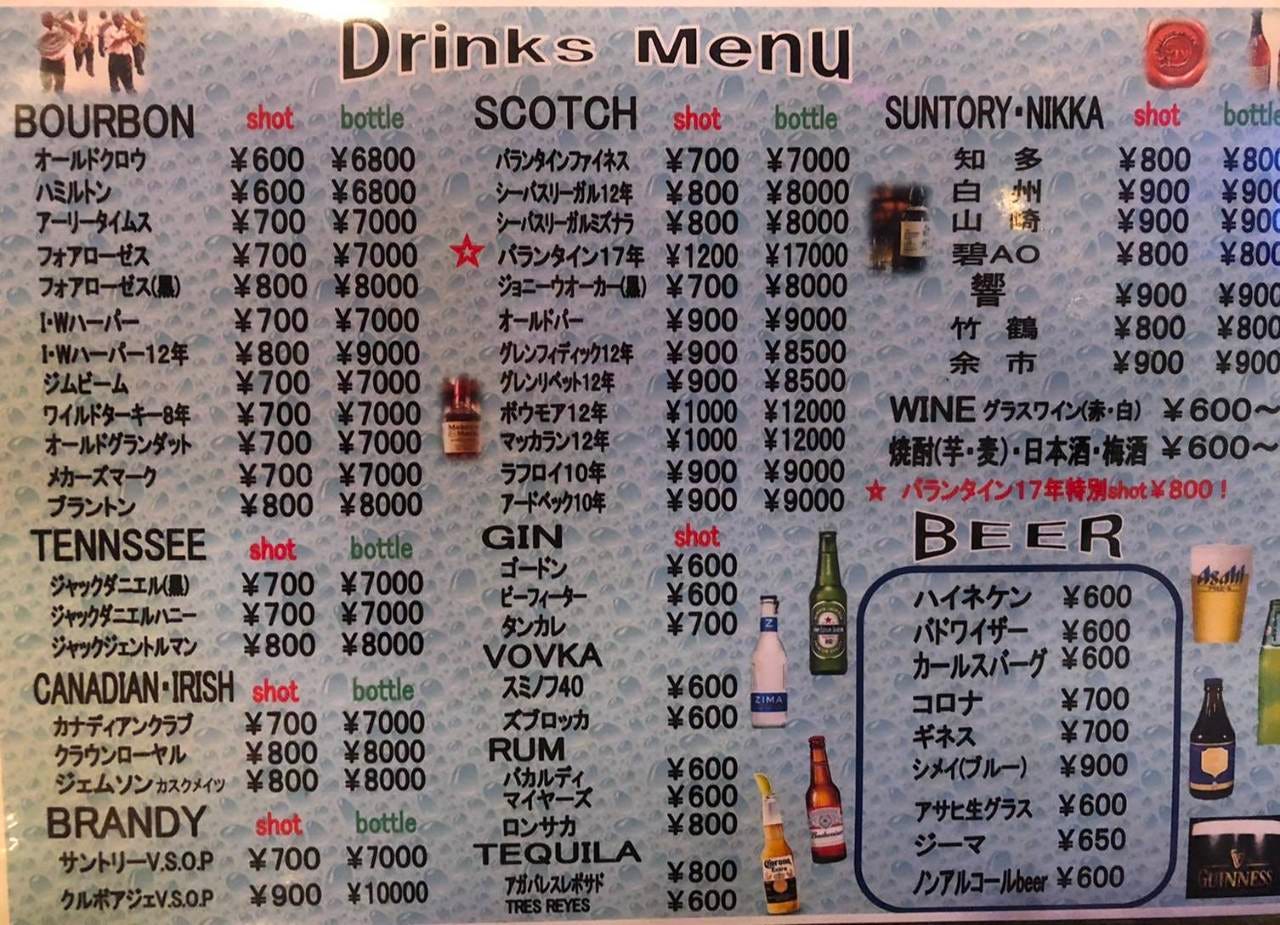 Drinks Menu
BOURBON shot bottle
オールドクロウ ¥600 ¥6800
ハミルトン ¥600 ¥6800
アーリータイムス ¥700 ¥7000
フォアローゼス ¥700 ¥7000
フォアローゼス(黒) ¥800 ¥8000
I・Wハーパー ¥700 ¥7000
I・Wハーパー12年 ¥800 ¥9000
ジムビーム ¥700 ¥7000
ワイルドターキー8年 ¥700 ¥7000
オールドグランダット ¥700 ¥7000
メカーズマーク ¥700 ¥7000
ブラントン ¥800 ¥8000
TENNSSEE shot bottle
ジャックダニエル(黒) ¥700 ¥7000
ジャックダニエルハニー ¥700 ¥7000
ジャックジェントルマン ¥800 ¥8000
CANADIAN・IRISH shot bottle
カナディアンクラブ ¥700 ¥7000
クラウンローヤル ¥800 ¥8000
ジェムソンカスクメイツ ¥800 ¥8000
BRANDY shot bottle
サントリーV.S.O.P ¥700 ¥7000
クルボアジェV.S.O.P ¥900 ¥10000
SCOTCH shot bottle
バランタインファイネス ¥700 ¥7000
シーバスリーガル12年 ¥800 ¥8000
シーバスリーガルミズナラ ¥800 ¥8000
☆ バランタイン17年 ¥1200 ¥17000
ジョニーウオーカー(黒) ¥700 ¥8000
オールドパー ¥900 ¥9000
グレンフィディック12年 ¥900 ¥8500
グレンリベット12年 ¥900 ¥8500
ボウモア12年 ¥1000 ¥12000
マッカラン12年 ¥1000 ¥12000
ラフロイ10年 ¥900 ¥9000
アードベック10年 ¥900 ¥9000
GIN shot
ゴードン ¥600
ビーフィーター ¥600
タンカレ ¥700
VOVKA
スミノフ40 ¥600
ズブロッカ ¥600
RUM
バカルディ ¥600
マイヤーズ ¥600
ロンサカ ¥800
TEQUILA
アガバレスレポサド ¥800
TRES REYES ¥600
SUNTORY・NIKKA shot bottle
知多 ¥800 ¥800
白州 ¥900 ¥900
山崎 ¥900 ¥900
碧AO ¥800 ¥800
響 ¥900 ¥900
竹鶴 ¥800 ¥800
余市 ¥900 ¥900
WINE グラスワイン(赤・白) ¥600～
焼酎(芋・麦)・日本酒・梅酒 ¥600～
☆ バランタイン17年特別shot¥800！
BEER
ハイネケン ¥600
バドワイザー ¥600
カールスバーグ ¥600
コロナ ¥700
ギネス ¥700
シメイ(ブルー) ¥900
アサヒ生グラス ¥600
ジーマ ¥650
ノンアルコールbeer ¥600
Asahi
Z
ZIMA
Corona
Extra
Budweiser
GUINNESS